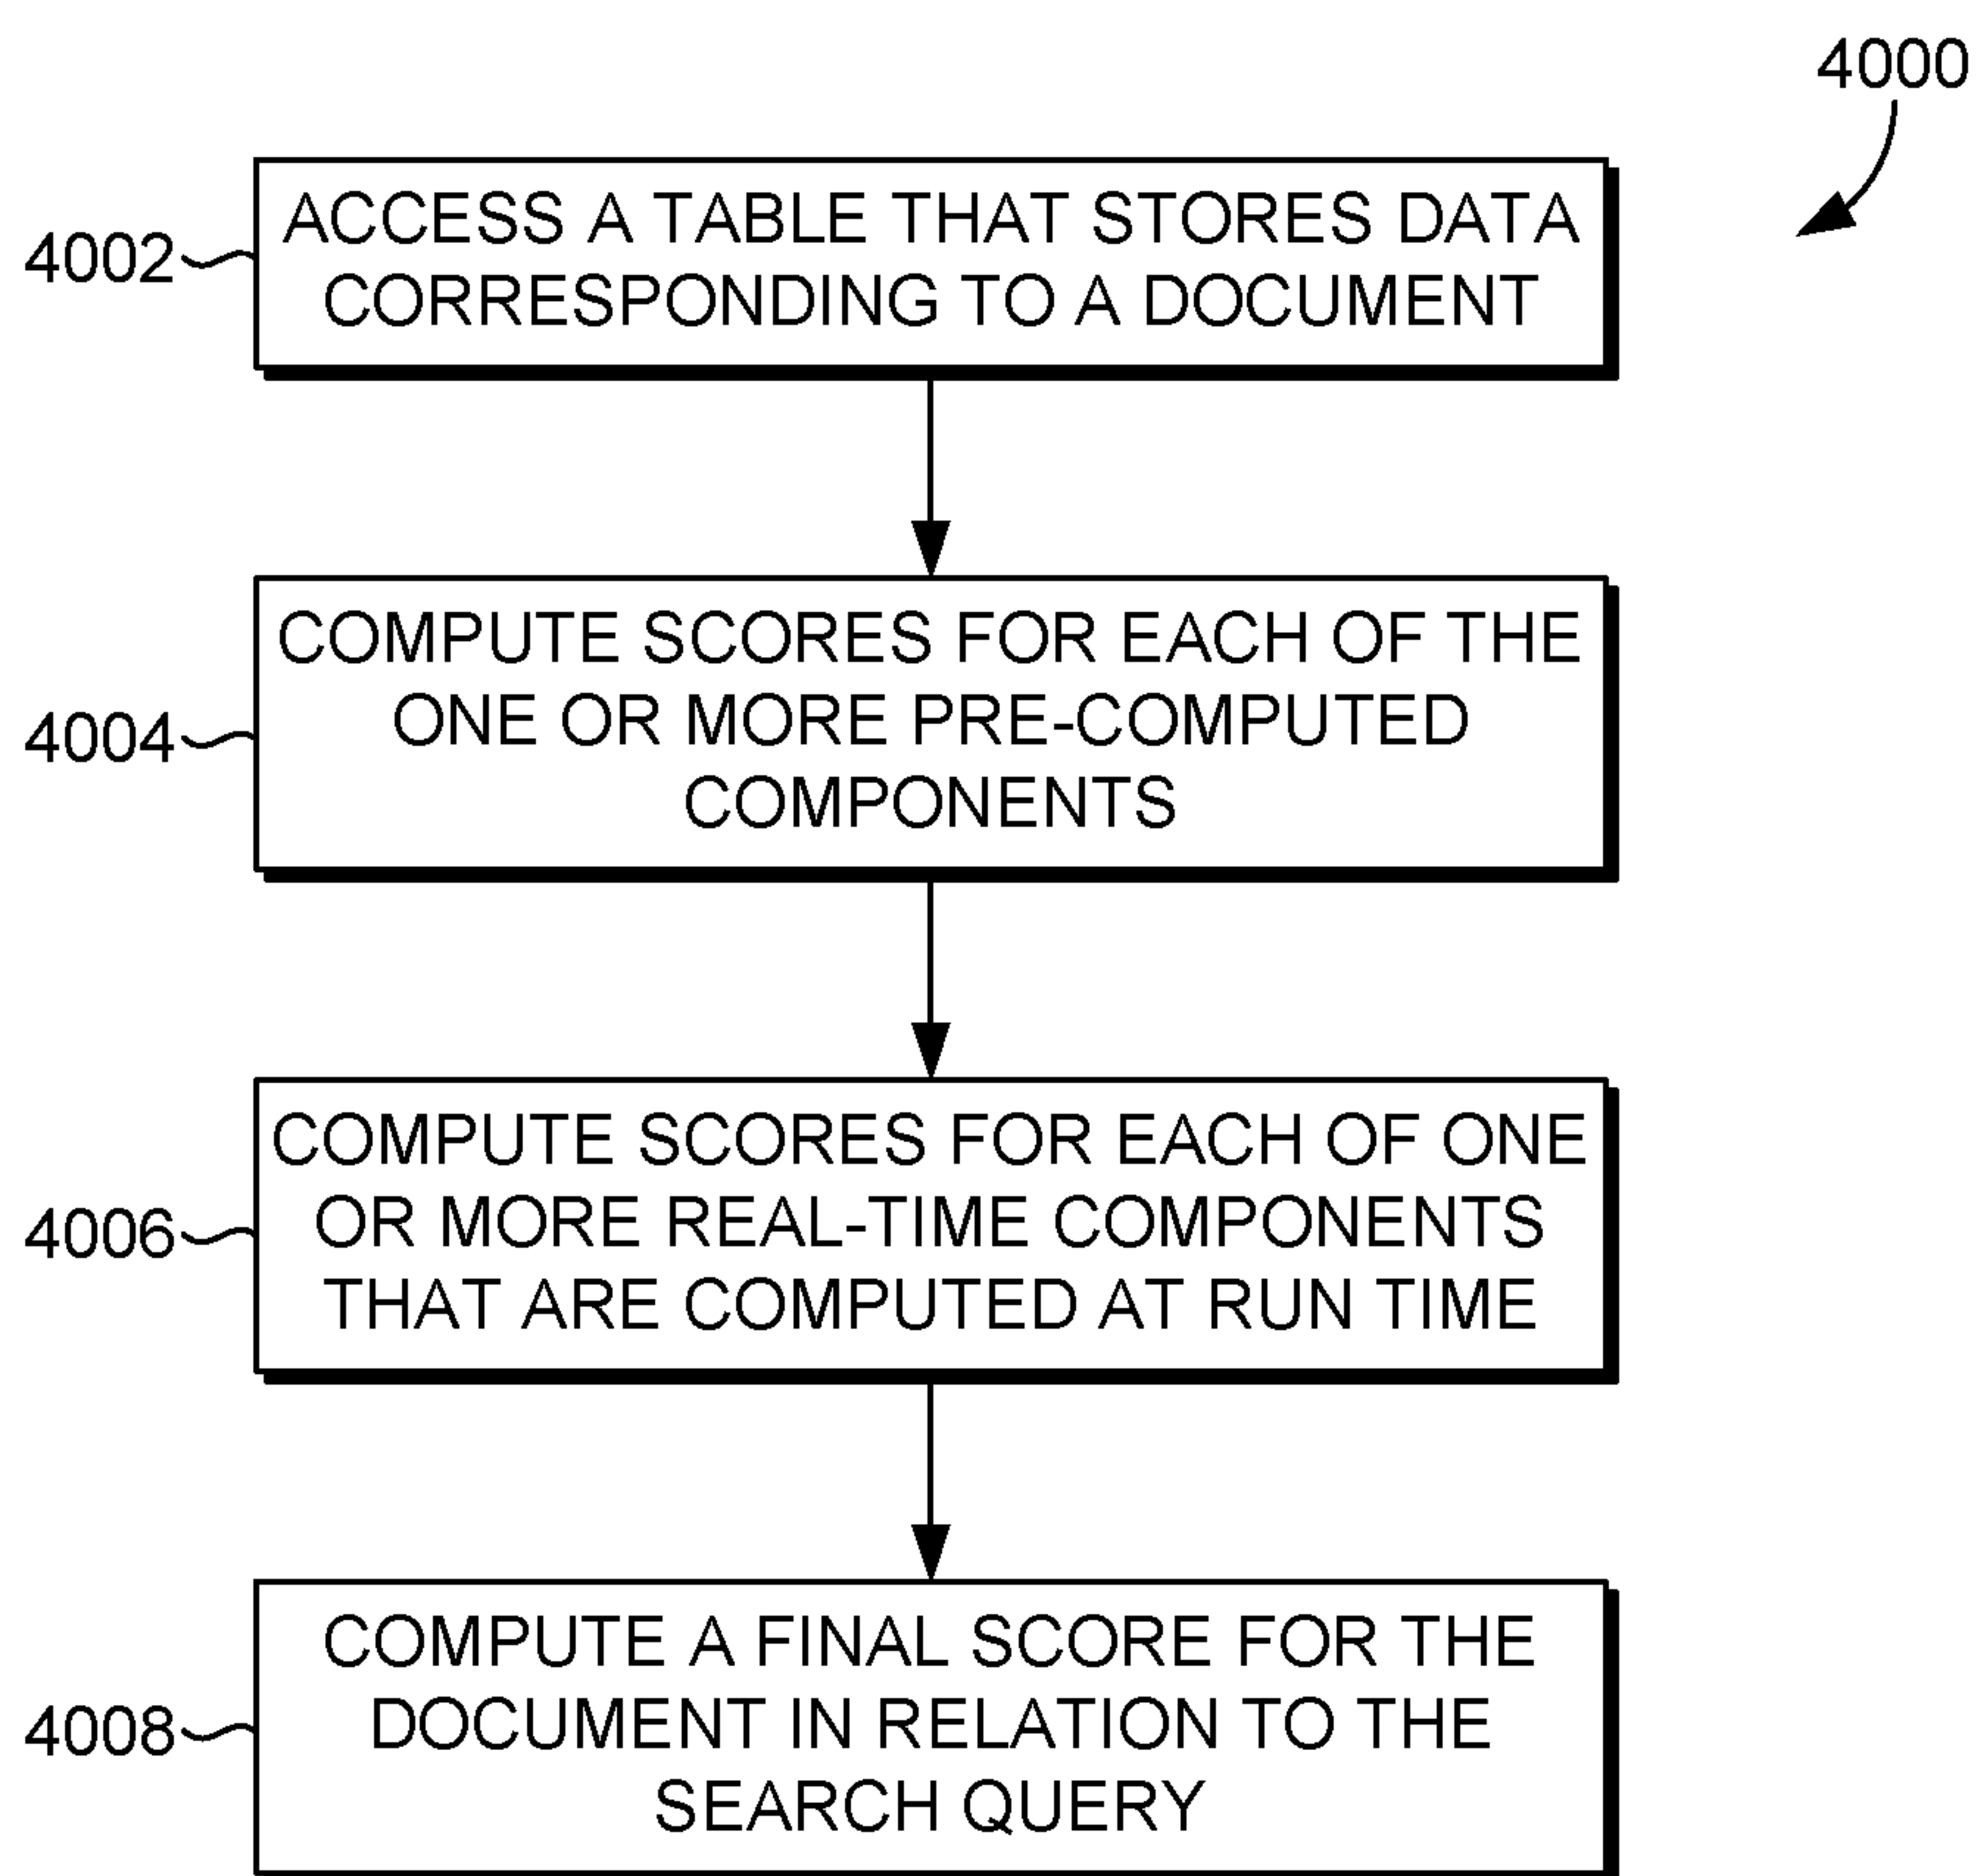 4000
4002
ACCESS A TABLE THAT STORES DATA
CORRESPONDING TO A DOCUMENT
4004
COMPUTE SCORES FOR EACH OF THE
ONE OR MORE PRE-COMPUTED
COMPONENTS
4006
COMPUTE SCORES FOR EACH OF ONE
OR MORE REAL-TIME COMPONENTS
THAT ARE COMPUTED AT RUN TIME
4008
COMPUTE A FINAL SCORE FOR THE
DOCUMENT IN RELATION TO THE
SEARCH QUERY